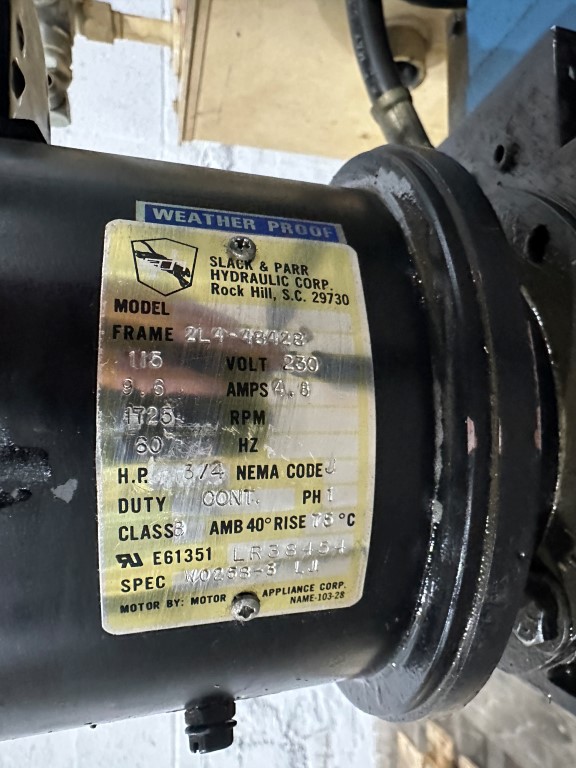 WEATHER PROOF
SLACK & PARR
HYDRAULIC CORP.
Rock Hill, S.C. 29730
MODEL
FRAME
115 VOLT 230
9.6 AMPS 4.8
1725 RPM
60 HZ
H.P. 3/4 NEMA CODE J
DUTY CONT. PH 1
CLASS B AMB 40° RISE 75 °C
E61351
SPEC
MOTOR BY: MOTOR APPLIANCE CORP.
NAME-103-28